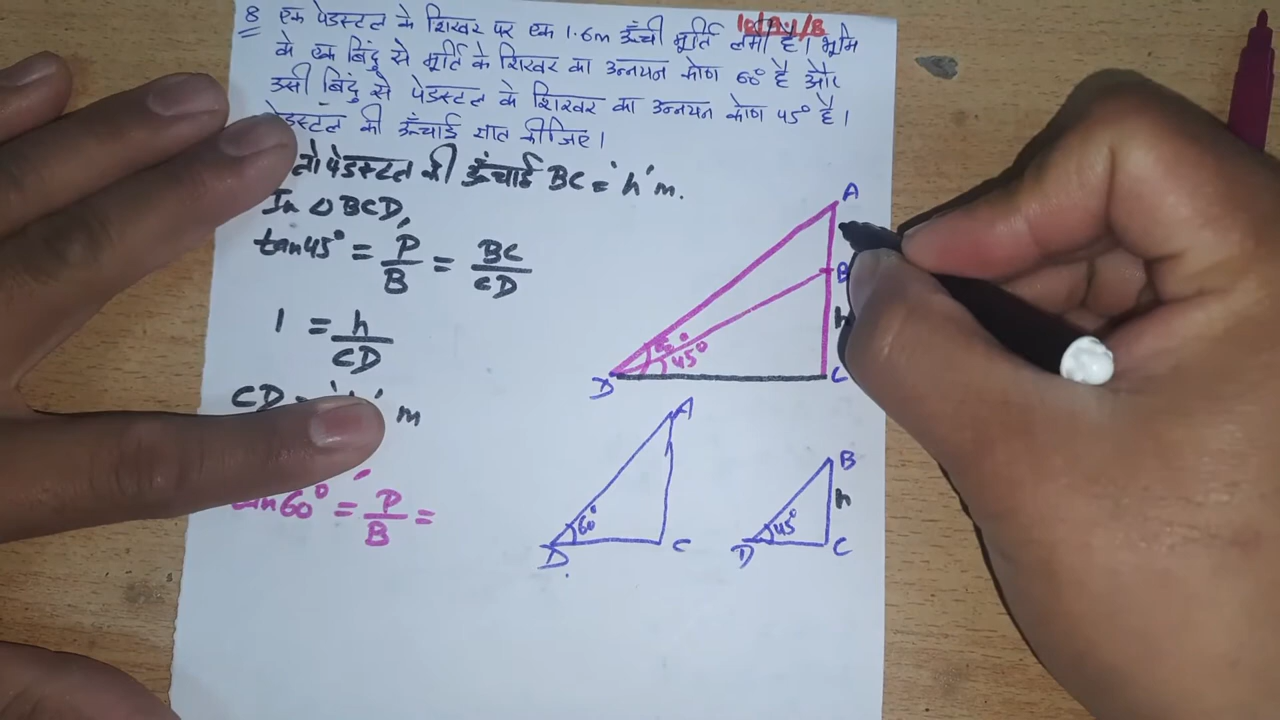 8 एक पेडस्टल के शिखर पर एक 1.6m ऊँची मूर्ति लगी है। भूमि
के एक बिंदु से मूर्ति के शिखर का उन्नयन कोण 60° है और
उसी बिंदु से पेडस्टल के शिखर का उन्नयन कोण 45° है।
पेडस्टल की ऊँचाई ज्ञात कीजिए।
तो पेडस्टल की ऊँचाई BC = 'h' m.
In △BCD,
tan45° = P/B = BC/CD
1 = h/CD
CD = m
tan60° = P/B =
A
B
h
C
D
60°
45°
A
60°
D.
C
B
h
45°
D
C